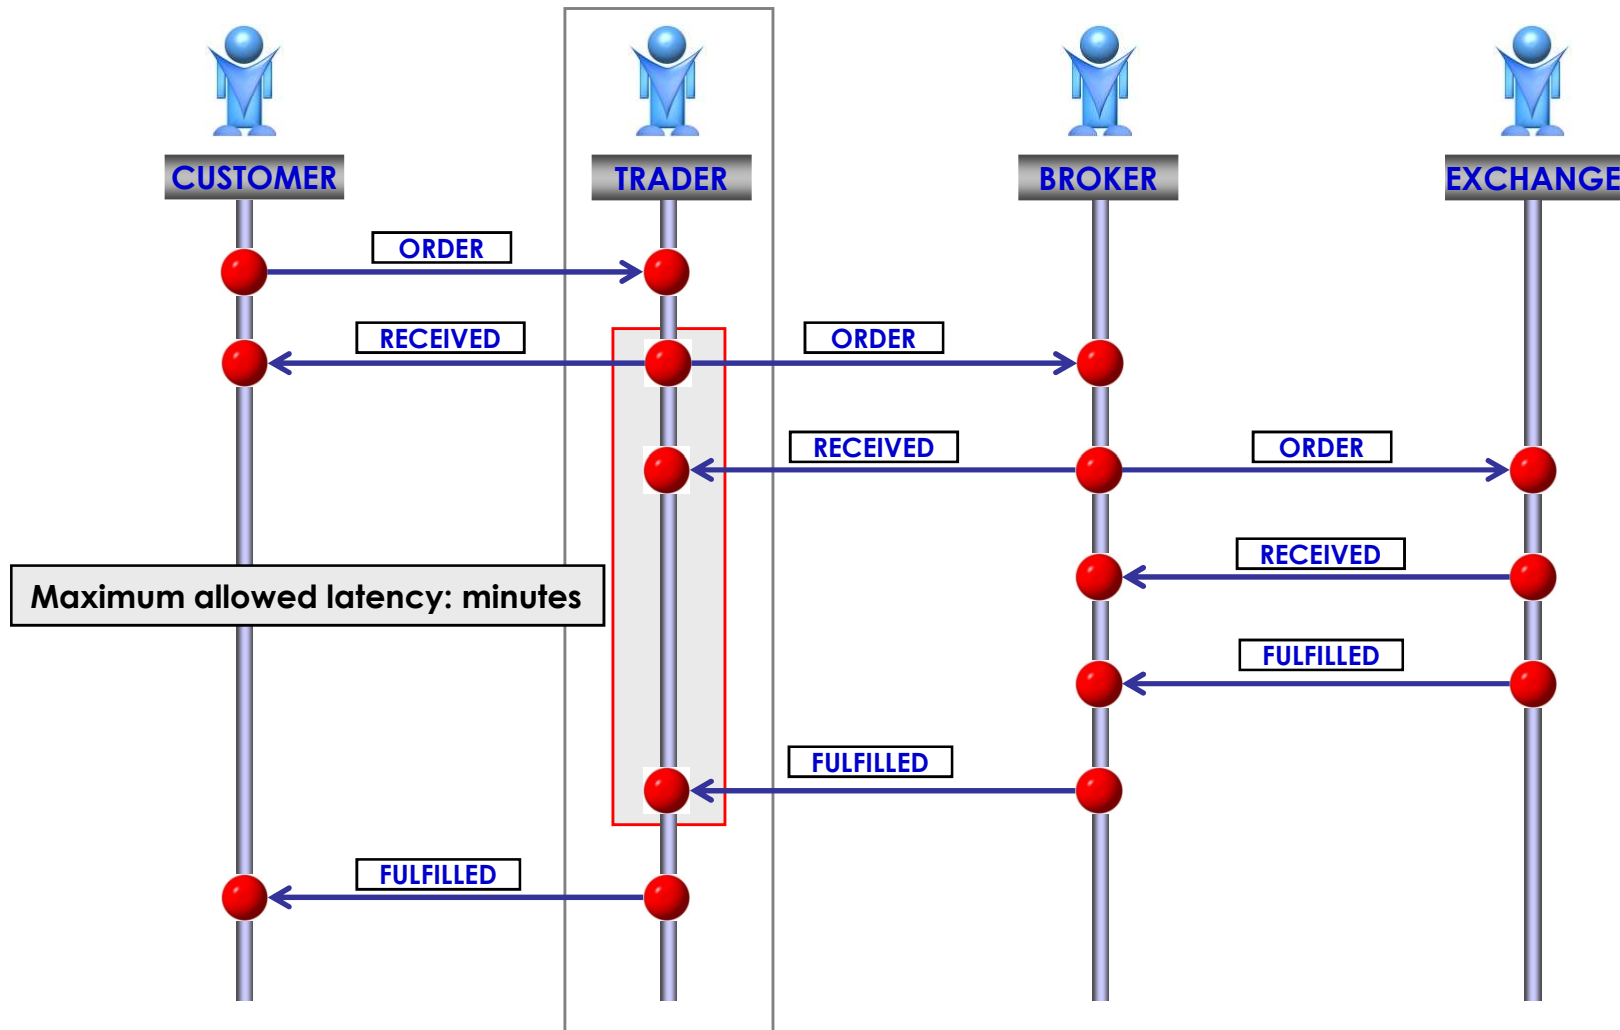 CUSTOMER
TRADER
BROKER
EXCHANGE
ORDER
RECEIVED
ORDER
RECEIVED
ORDER
RECEIVED
Maximum allowed latency: minutes
FULFILLED
FULFILLED
FULFILLED